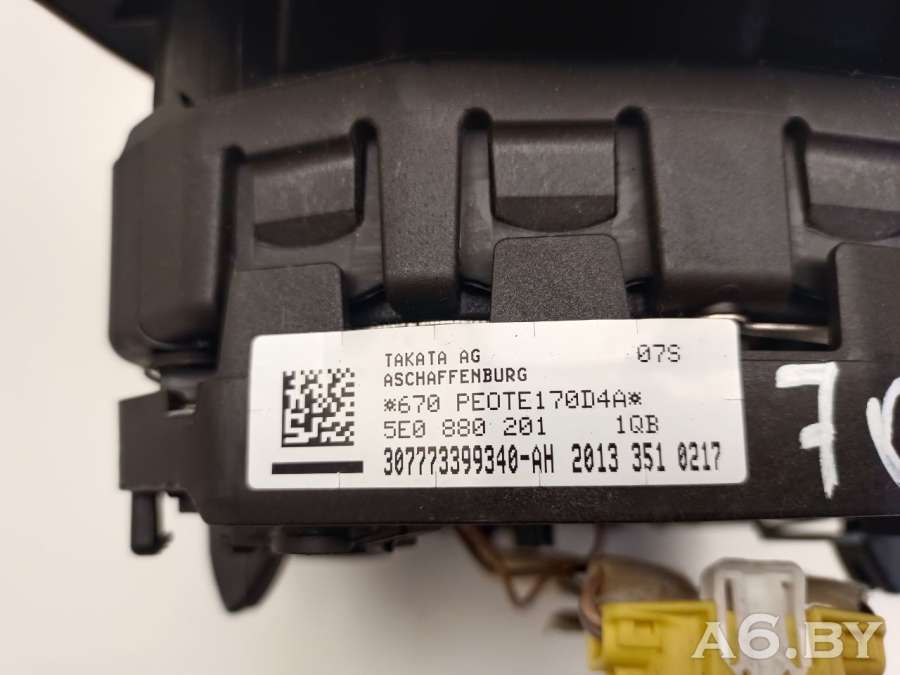 TAKATA AG 07S
ASCHAFFENBURG
*670 PEOTE170D4A*
5E0 880 201 1QB
307773399340-AH 2013 351 0217
A6.BY